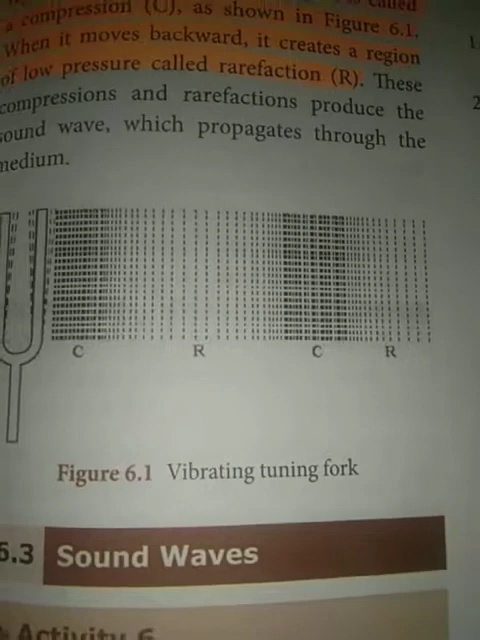 a compression (C), as shown in Figure 6.1.
When it moves backward, it creates a region
of low pressure called rarefaction (R). These
compressions and rarefactions produce the
sound wave, which propagates through the
medium.
C R C R
Figure 6.1 Vibrating tuning fork
6.3 Sound Waves
Activity 6